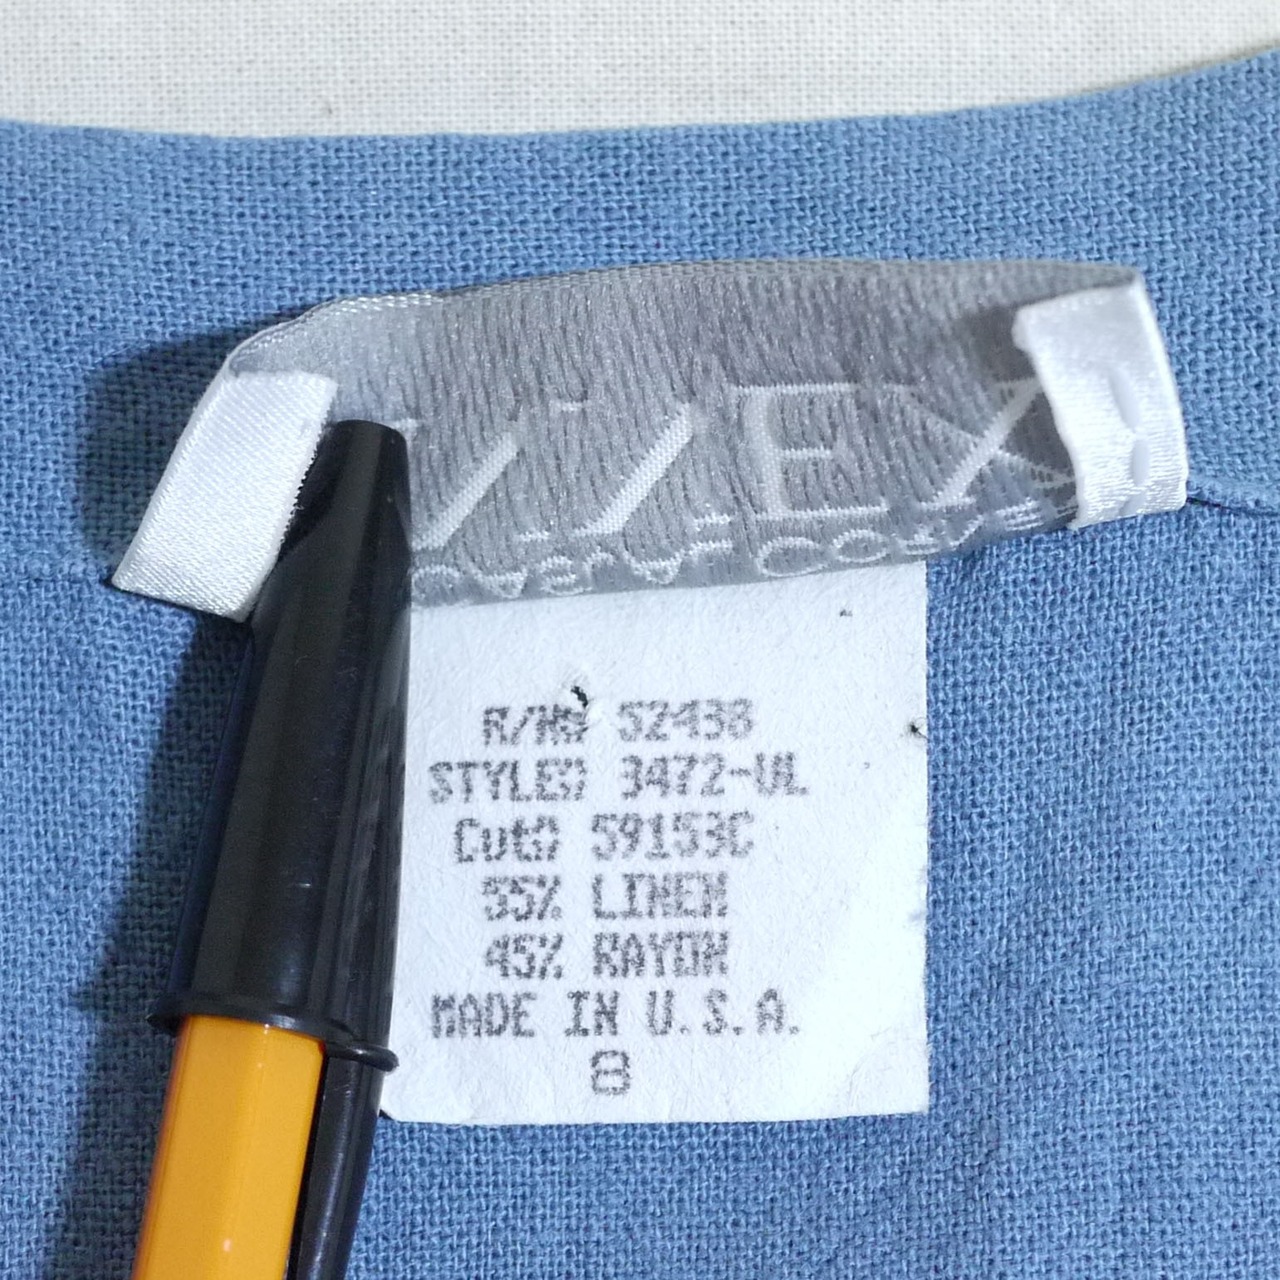 R/N# 52438
STYLE# 3472-UL
Cut# 59153C
55% LINEN
45% RAYON
MADE IN U.S.A.
8